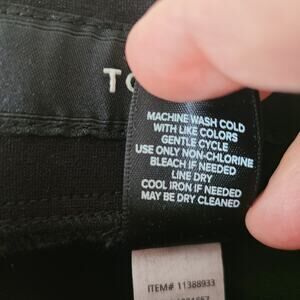 MACHINE WASH COLD
WITH LIKE COLORS
GENTLE CYCLE
USE ONLY NON-CHLORINE
BLEACH IF NEEDED
LINE DRY
COOL IRON IF NEEDED
MAY BE DRY CLEANED
ITEM# 11388933